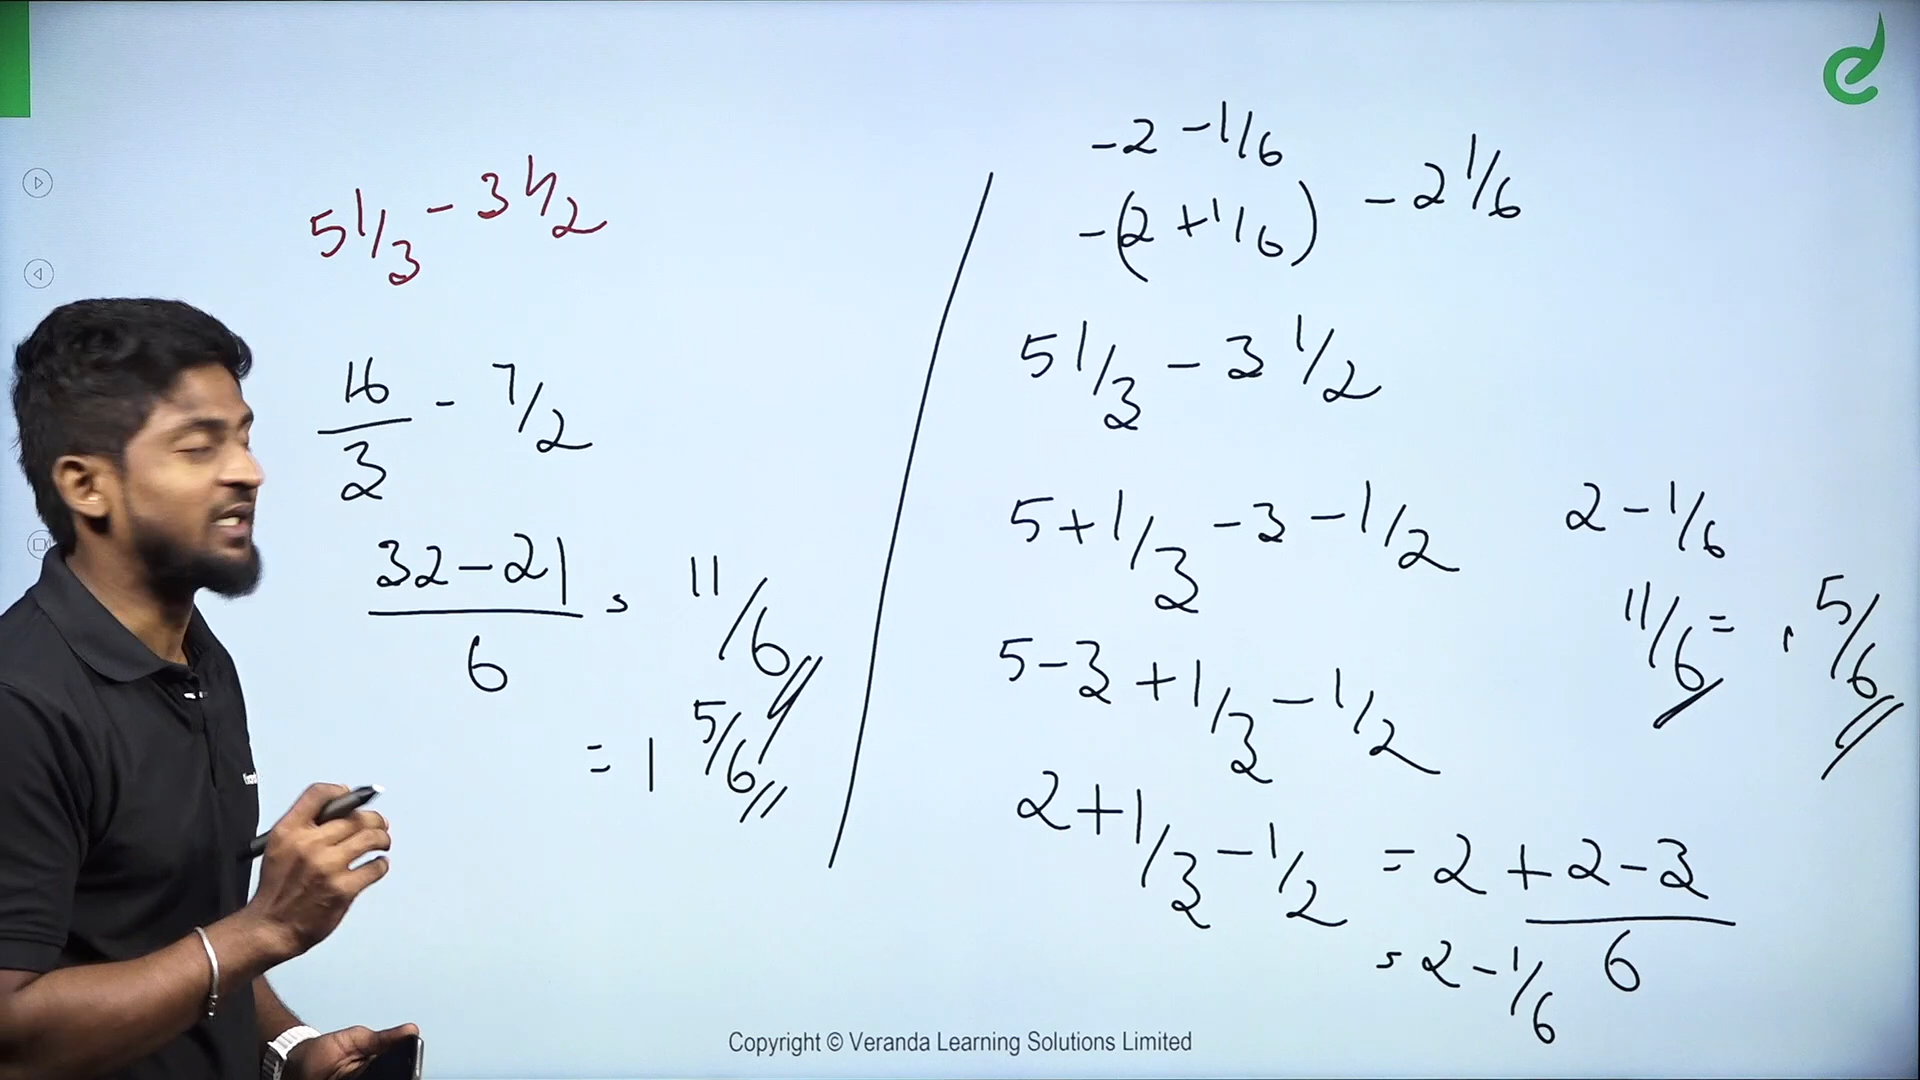 5 1/3 - 3 1/2
16/3 - 7/2
32-21/6 = 11/6
= 1 5/6
-2 -1/6
-(2 +1/6) -2 1/6
5 1/3 - 3 1/2
5+1/3 -3 -1/2
5-3 +1/3 -1/2
2+1/3 -1/2 = 2 + 2-3/6
= 2 -1/6
2 -1/6
11/6 = 1 5/6
Copyright © Veranda Learning Solutions Limited